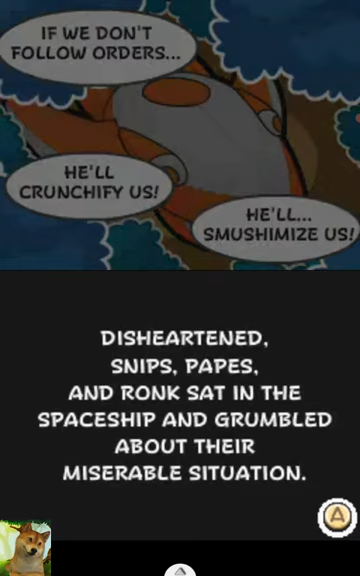 IF WE DON'T
FOLLOW ORDERS...
HE'LL
CRUNCHIFY US!
HE'LL...
SMUSHIMIZE US!
DISHEARTENED,
SNIPS, PAPES,
AND RONK SAT IN THE
SPACESHIP AND GRUMBLED
ABOUT THEIR
MISERABLE SITUATION.
A